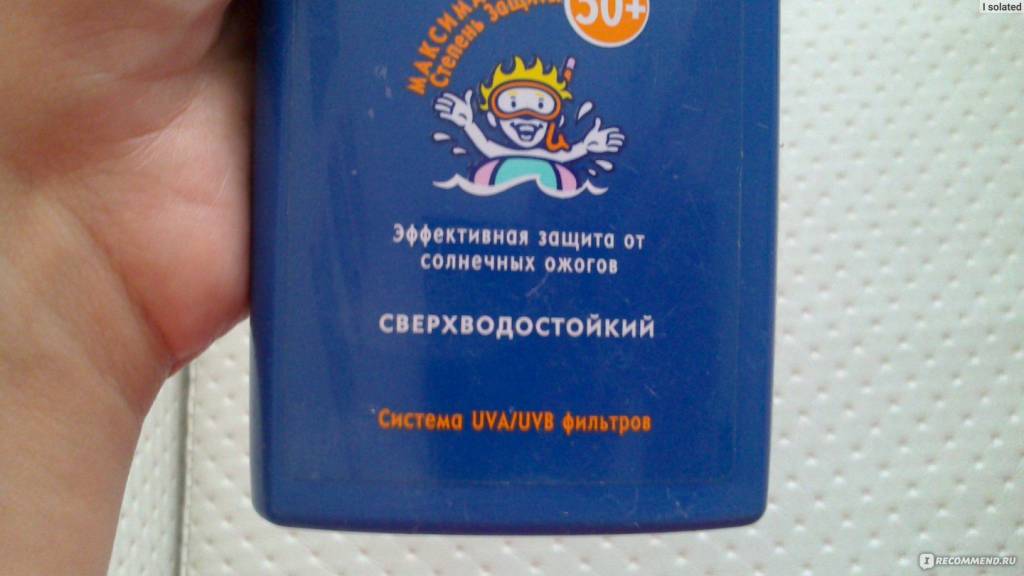 I solated
50+
Степень Защиты
Эффективная защита от
солнечных ожогов
СВЕРХВОДОСТОЙКИЙ
Система UVA/UVB фильтров
IRECOMMEND.RU